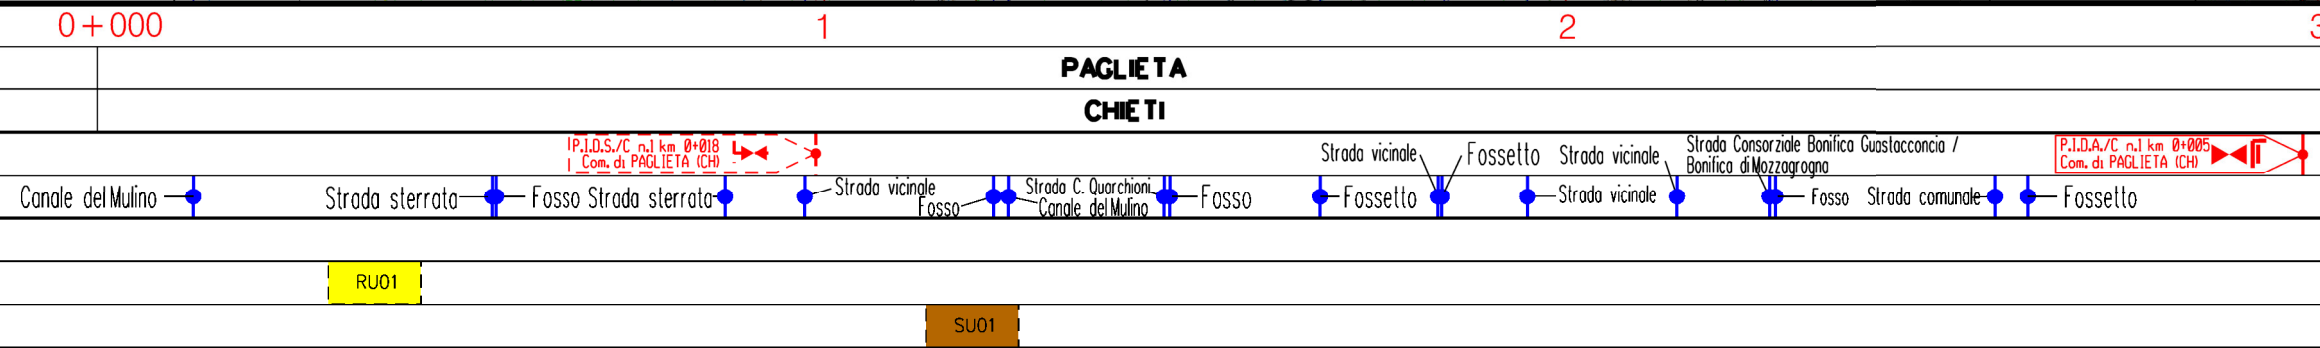 0+000 1 2 3
PAGLIETA
CHIETI
P.I.D.S./C n.1 km 0+018
Com. di PAGLIETA (CH)
Strada vicinale
Fossetto
Strada vicinale
Strada Consorziale Bonifica Guastacconcia /
Bonifica di Mozzagrogna
P.I.D.A./C n.1 km 0+005
Com. di PAGLIETA (CH)
Canale del Mulino
Strada sterrata
Fosso
Strada sterrata
Strada vicinale
Fosso
Strada C. Quarchioni
Canale del Mulino
Fosso
Fossetto
Strada vicinale
Fosso
Strada comunale
Fossetto
RU01
SU01